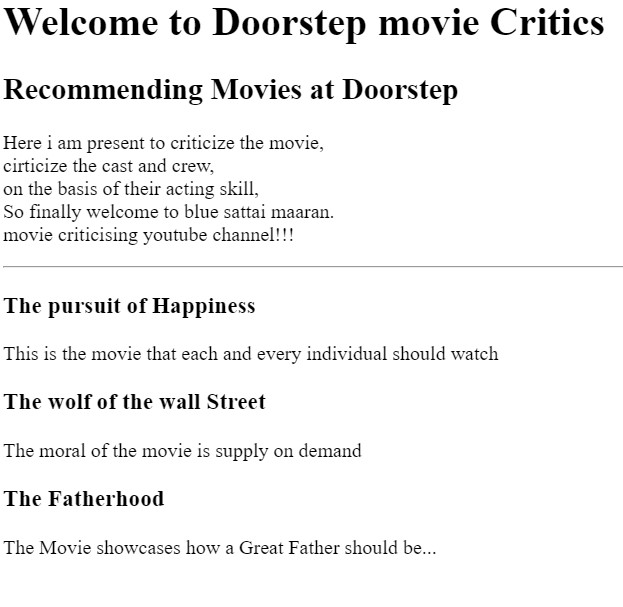 Welcome to Doorstep movie Critics
Recommending Movies at Doorstep
Here i am present to criticize the movie,
cirticize the cast and crew,
on the basis of their acting skill,
So finally welcome to blue sattai maaran.
movie criticising youtube channel!!!
The pursuit of Happiness
This is the movie that each and every individual should watch
The wolf of the wall Street
The moral of the movie is supply on demand
The Fatherhood
The Movie showcases how a Great Father should be...